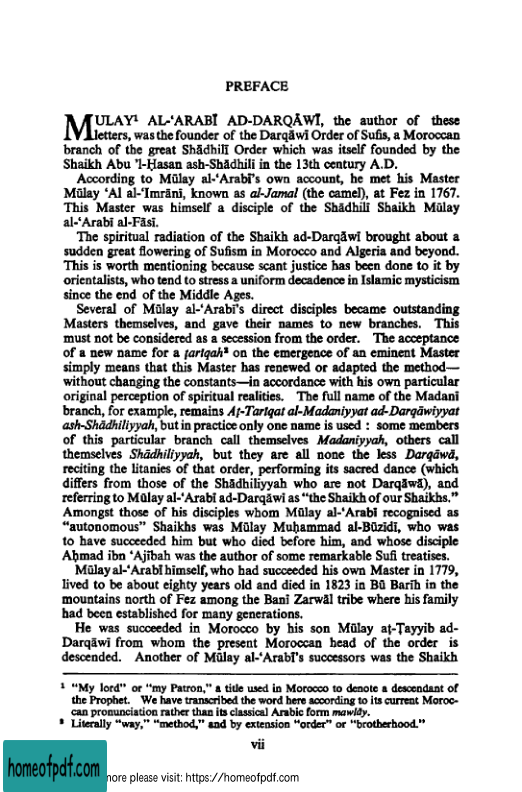 PREFACE
MULAY¹ AL-‘ARABĪ AD-DARQĀWĪ, the author of these
letters, was the founder of the Darqāwī Order of Sufis, a Moroccan
branch of the great Shādhilī Order which was itself founded by the
Shaikh Abu ’l-Ḥasan ash-Shādhili in the 13th century A.D.
According to Mūlay al-‘Arabī’s own account, he met his Master
Mūlay ‘Al al-‘Imrānī, known as al-Jamal (the camel), at Fez in 1767.
This Master was himself a disciple of the Shādhilī Shaikh Mūlay
al-‘Arabī al-Fāsī.
The spiritual radiation of the Shaikh ad-Darqāwī brought about a
sudden great flowering of Sufism in Morocco and Algeria and beyond.
This is worth mentioning because scant justice has been done to it by
orientalists, who tend to stress a uniform decadence in Islamic mysticism
since the end of the Middle Ages.
Several of Mūlay al-‘Arabī’s direct disciples became outstanding
Masters themselves, and gave their names to new branches. This
must not be considered as a secession from the order. The acceptance
of a new name for a ṭarīqah² on the emergence of an eminent Master
simply means that this Master has renewed or adapted the method—
without changing the constants—in accordance with his own particular
original perception of spiritual realities. The full name of the Madanī
branch, for example, remains Aṭ-Ṭarīqat al-Madaniyyat ad-Darqāwiyyat
ash-Shādhiliyyah, but in practice only one name is used : some members
of this particular branch call themselves Madaniyyah, others call
themselves Shādhiliyyah, but they are all none the less Darqāwā,
reciting the litanies of that order, performing its sacred dance (which
differs from those of the Shādhiliyyah who are not Darqāwā), and
referring to Mūlay al-‘Arabī ad-Darqāwī as “the Shaikh of our Shaikhs.”
Amongst those of his disciples whom Mūlay al-‘Arabī recognised as
“autonomous” Shaikhs was Mūlay Muḥammad al-Būzīdī, who was
to have succeeded him but who died before him, and whose disciple
Aḥmad ibn ‘Ajībah was the author of some remarkable Sufi treatises.
Mūlay al-‘Arabī himself, who had succeeded his own Master in 1779,
lived to be about eighty years old and died in 1823 in Bū Barīh in the
mountains north of Fez among the Banī Zarwāl tribe where his family
had been established for many generations.
He was succeeded in Morocco by his son Mūlay aṭ-Ṭayyib ad-
Darqāwī from whom the present Moroccan head of the order is
descended. Another of Mūlay al-‘Arabī’s successors was the Shaikh
¹ “My lord” or “my Patron,” a title used in Morocco to denote a descendant of
the Prophet. We have transcribed the word here according to its current Moroc-
can pronunciation rather than its classical Arabic form mawlāy.
² Literally “way,” “method,” and by extension “order” or “brotherhood.”
vii
homeofpdf.com
more please visit: https://homeofpdf.com